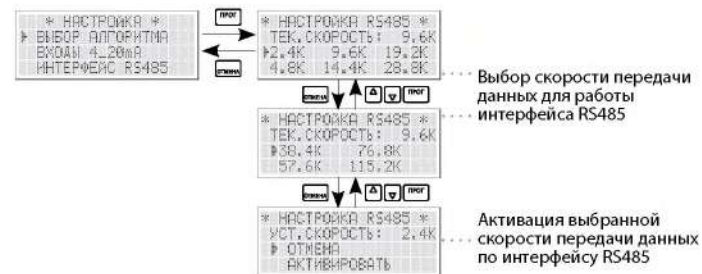 * НАСТРОЙКА *
ВЫБОР АЛГОРИТМА
ВХОДЫ 4_20mA
ИНТЕРФЕЙС RS485
ПРОГ
ОТМЕНА
* НАСТРОЙКА RS485 *
ТЕК.СКОРОСТЬ: 9.6K
2.4K 9.6K 19.2K
4.8K 14.4K 28.8K
Выбор скорости передачи
данных для работы
интерфейса RS485
ОТМЕНА ПРОГ
* НАСТРОЙКА RS485 *
ТЕК.СКОРОСТЬ: 9.6K
38.4K 76.8K
57.6K 115.2K
ОТМЕНА ПРОГ
* НАСТРОЙКА RS485 *
УСТ.СКОРОСТЬ: 2.4K
ОТМЕНА
АКТИВИРОВАТЬ
Активация выбранной
скорости передачи данных
по интерфейсу RS485